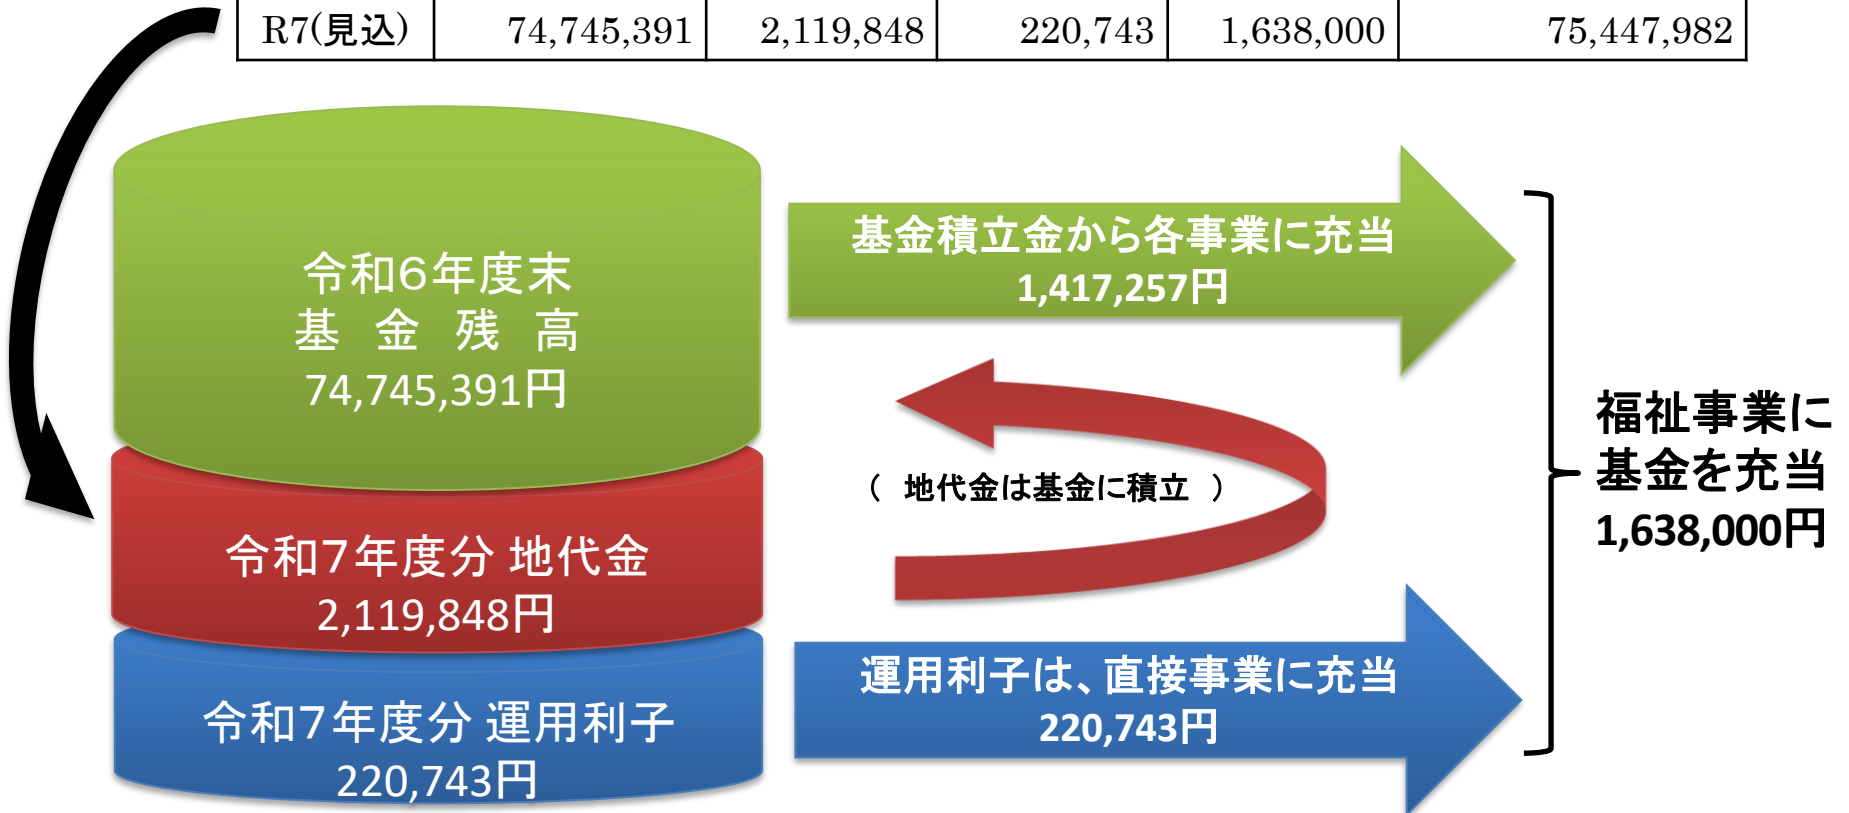 R7(見込) 74,745,391 2,119,848 220,743 1,638,000 75,447,982
令和6年度末
基 金 残 高
74,745,391円
令和7年度分 地代金
2,119,848円
令和7年度分 運用利子
220,743円
基金積立金から各事業に充当
1,417,257円
( 地代金は基金に積立 )
運用利子は、直接事業に充当
220,743円
福祉事業に
基金を充当
1,638,000円